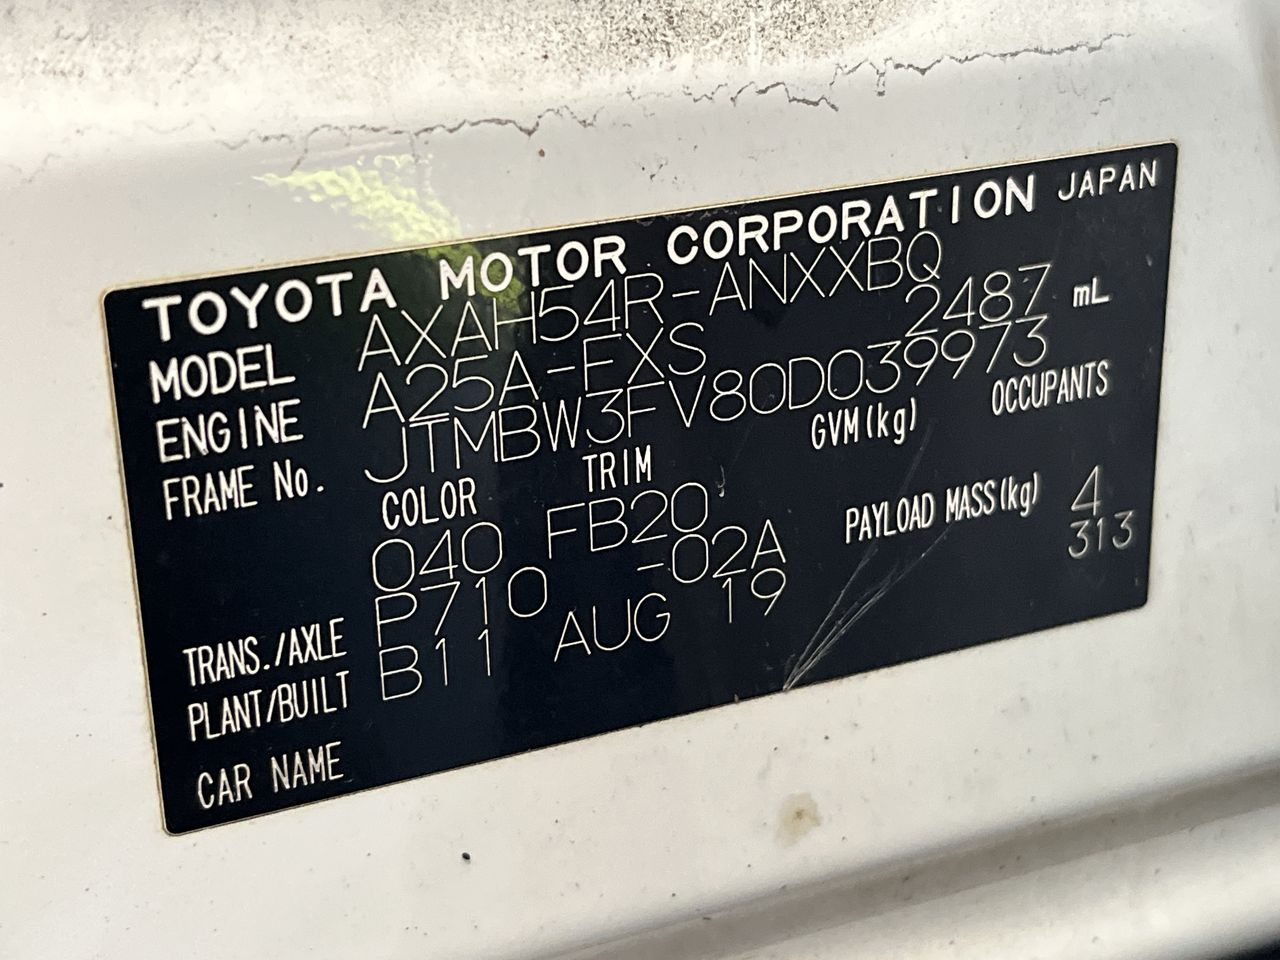 TOYOTA MOTOR CORPORATION JAPAN
MODEL AXAH54R-ANXXBQ
ENGINE A25A-FXS 2487 mL
FRAME No. JTMBW3FV80D039973
COLOR TRIM GVM(kg) OCCUPANTS
040 FB20 4
PAYLOAD MASS(kg) 313
TRANS./AXLE P710 -02A
PLANT/BUILT B11 AUG 19
CAR NAME